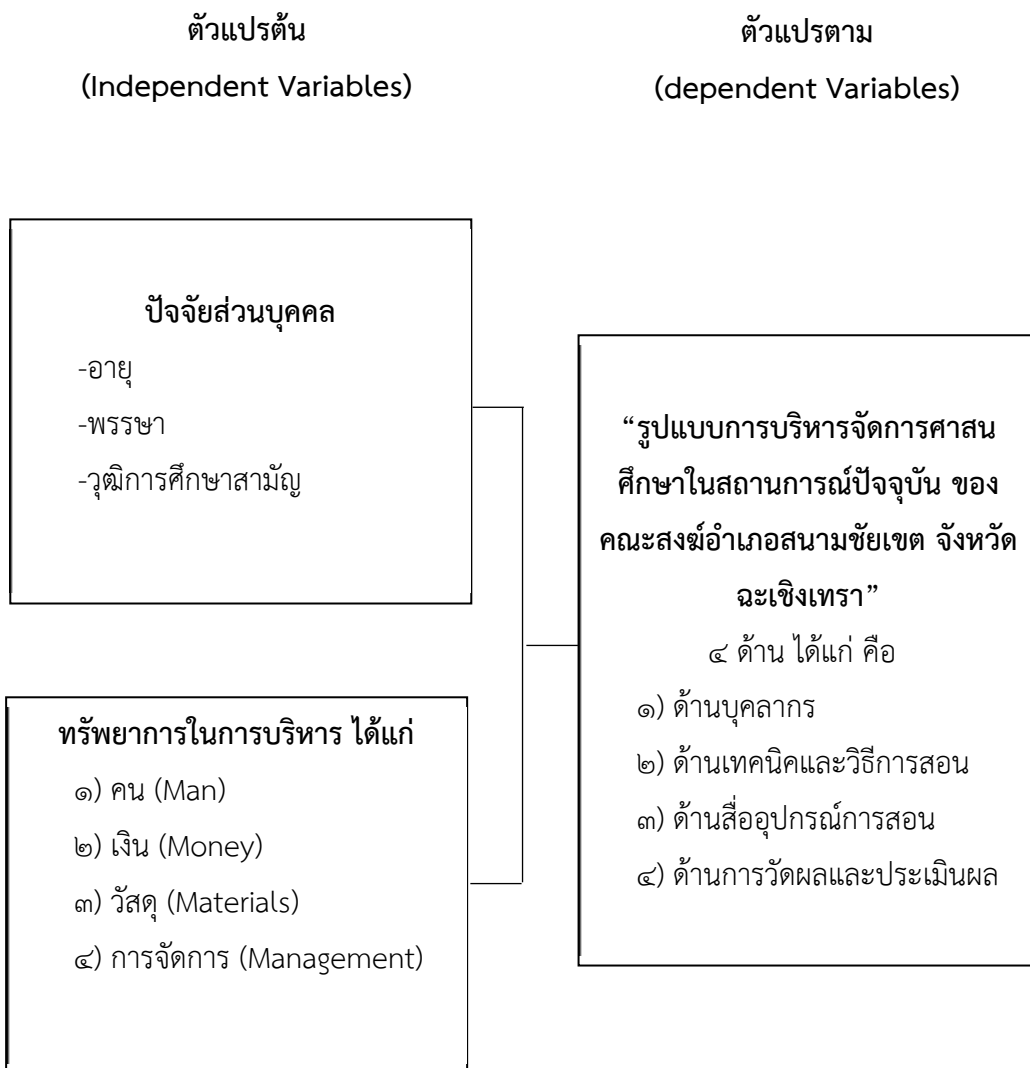 ตัวแปรต้น
(Independent Variables)
ตัวแปรตาม
(dependent Variables)
ปัจจัยส่วนบุคคล
-อายุ
-พรรษา
-วุฒิการศึกษาสามัญ
ทรัพยาการในการบริหาร ได้แก่
๑) คน (Man)
๒) เงิน (Money)
๓) วัสดุ (Materials)
๔) การจัดการ (Management)
“รูปแบบการบริหารจัดการศาสน
ศึกษาในสถานการณ์ปัจจุบัน ของ
คณะสงฆ์อำเภอสนามชัยเขต จังหวัด
ฉะเชิงเทรา”
๔ ด้าน ได้แก่ คือ
๑) ด้านบุคลากร
๒) ด้านเทคนิคและวิธีการสอน
๓) ด้านสื่ออุปกรณ์การสอน
๔) ด้านการวัดผลและประเมินผล